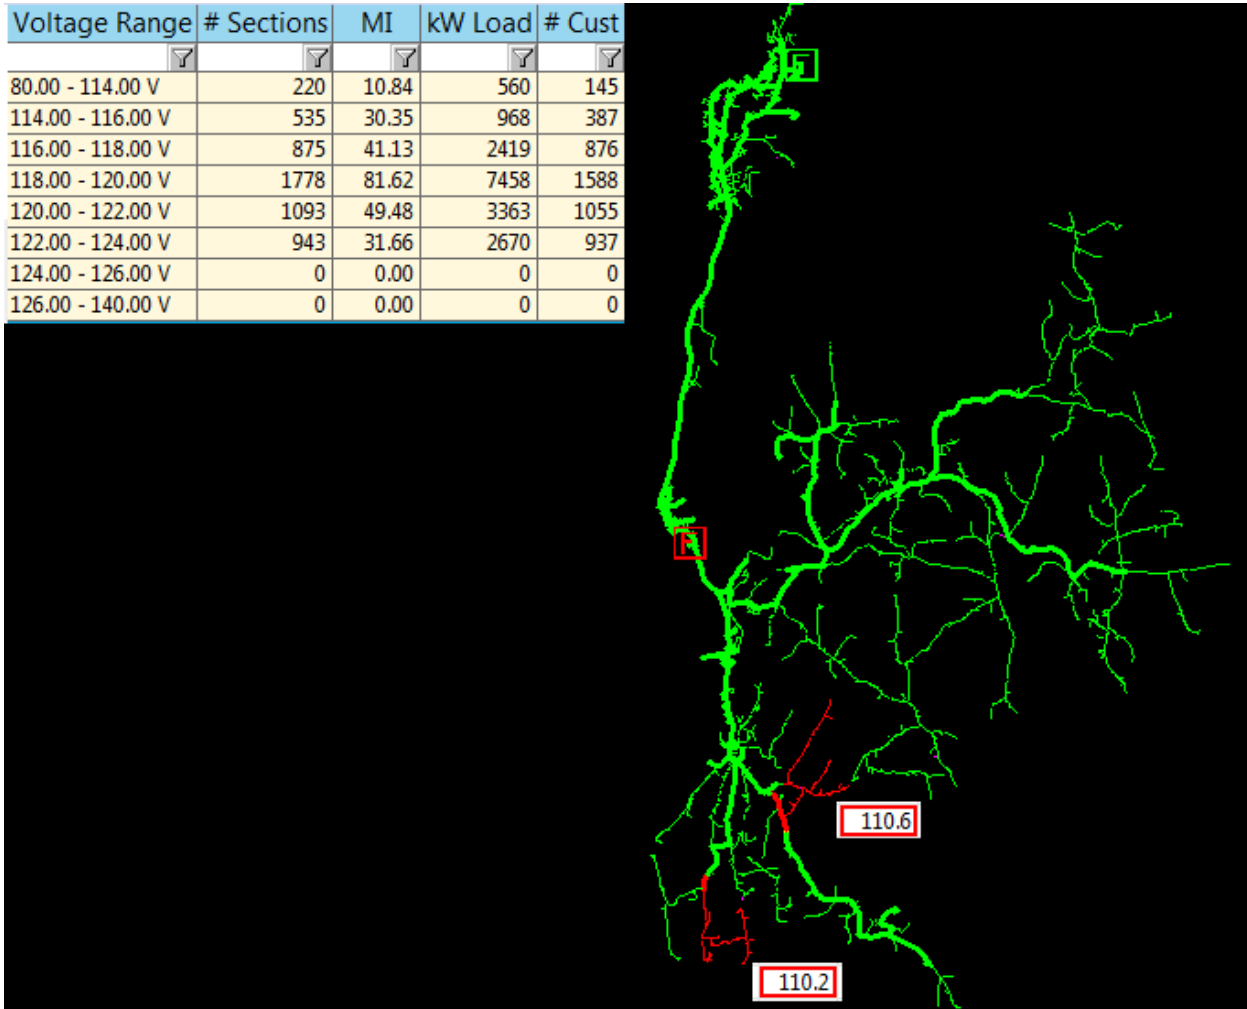 Voltage Range # Sections MI kW Load # Cust
80.00 - 114.00 V 220 10.84 560 145
114.00 - 116.00 V 535 30.35 968 387
116.00 - 118.00 V 875 41.13 2419 876
118.00 - 120.00 V 1778 81.62 7458 1588
120.00 - 122.00 V 1093 49.48 3363 1055
122.00 - 124.00 V 943 31.66 2670 937
124.00 - 126.00 V 0 0.00 0 0
126.00 - 140.00 V 0 0.00 0 0
110.6
110.2